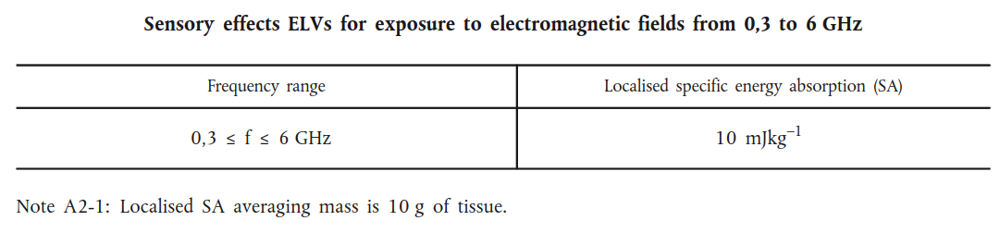 Sensory effects ELVs for exposure to electromagnetic fields from 0,3 to 6 GHz
Frequency range
Localised specific energy absorption (SA)
0,3 ≤ f ≤ 6 GHz
10 mJkg⁻¹
Note A2-1: Localised SA averaging mass is 10 g of tissue.